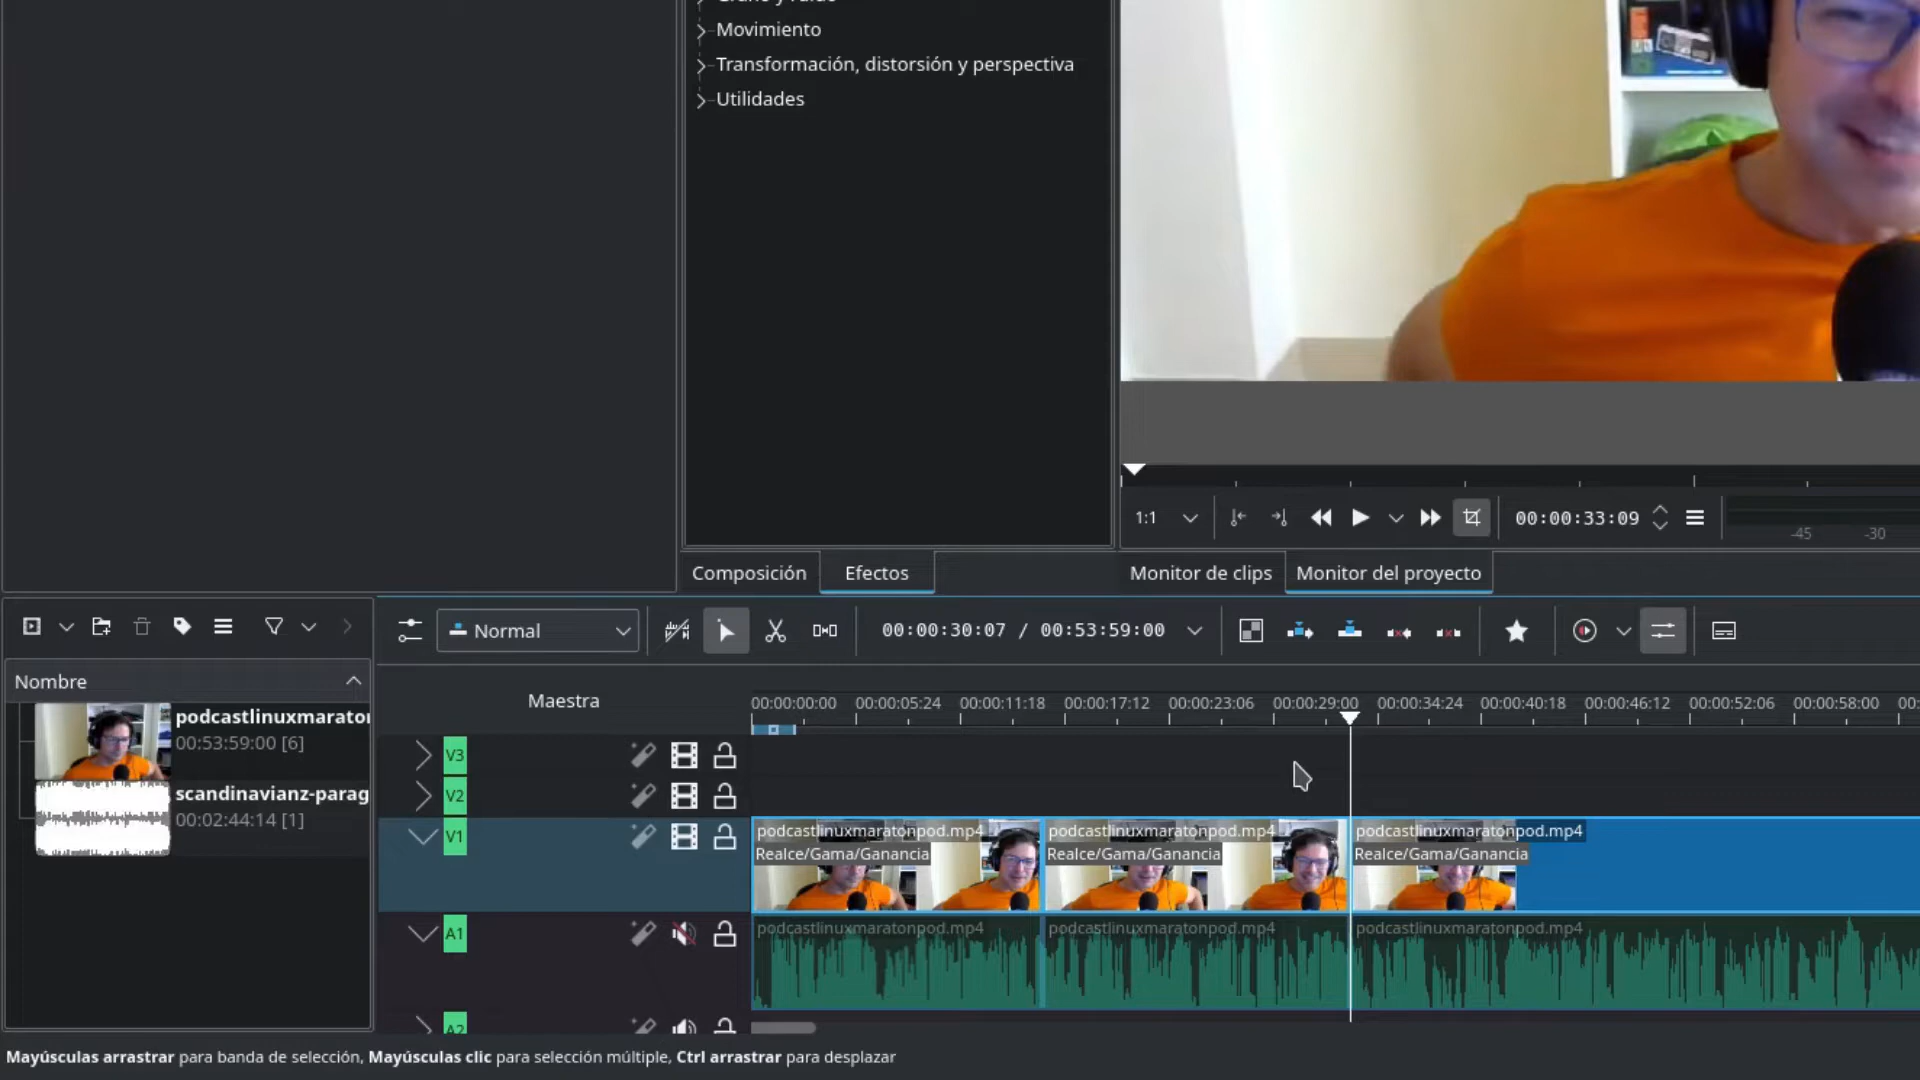 Movimiento
Transformación, distorsión y perspectiva
Utilidades
1:1
00:00:33:09
-45 -30
Composición
Efectos
Monitor de clips
Monitor del proyecto
Normal
00:00:30:07 / 00:53:59:00
Nombre
podcastlinuxmarato
00:53:59:00 [6]
scandinavianz-parag
00:02:44:14 [1]
Maestra
00:00:00:00 00:00:05:24 00:00:11:18 00:00:17:12 00:00:23:06 00:00:29:00 00:00:34:24 00:00:40:18 00:00:46:12 00:00:52:06 00:00:58:00 00:
V3
V2
V1
podcastlinuxmaratonpod.mp4 podcastlinuxmaratonpod.mp4 podcastlinuxmaratonpod.mp4
Realce/Gama/Ganancia Realce/Gama/Ganancia Realce/Gama/Ganancia
A1
podcastlinuxmaratonpod.mp4 podcastlinuxmaratonpod.mp4 podcastlinuxmaratonpod.mp4
A2
Mayúsculas arrastrar para banda de selección, Mayúsculas clic para selección múltiple, Ctrl arrastrar para desplazar